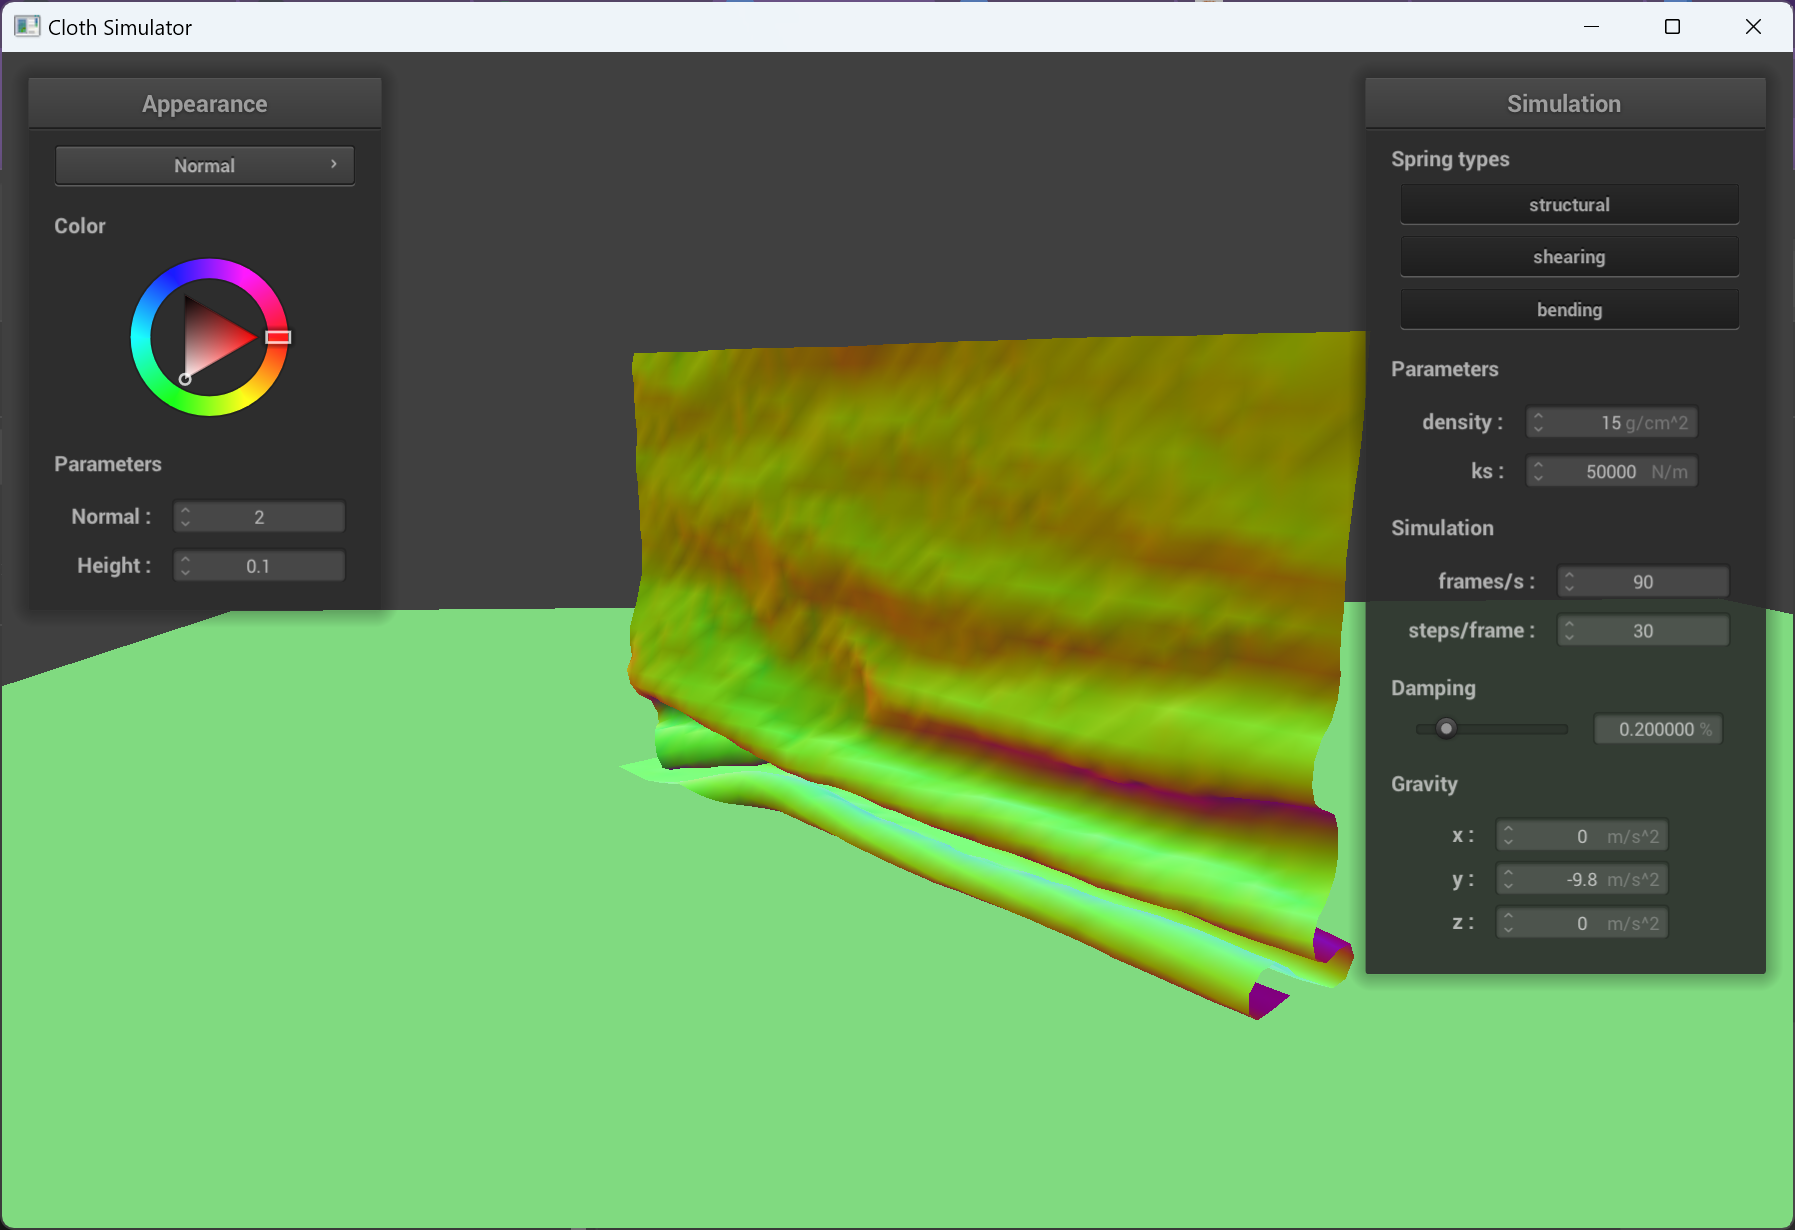 Cloth Simulator
Appearance
Normal
Color
Parameters
Normal : 2
Height : 0.1
Simulation
Spring types
structural
shearing
bending
Parameters
density : 15 g/cm^2
ks : 50000 N/m
Simulation
frames/s : 90
steps/frame : 30
Damping
0.200000 %
Gravity
x : 0 m/s^2
y : -9.8 m/s^2
z : 0 m/s^2